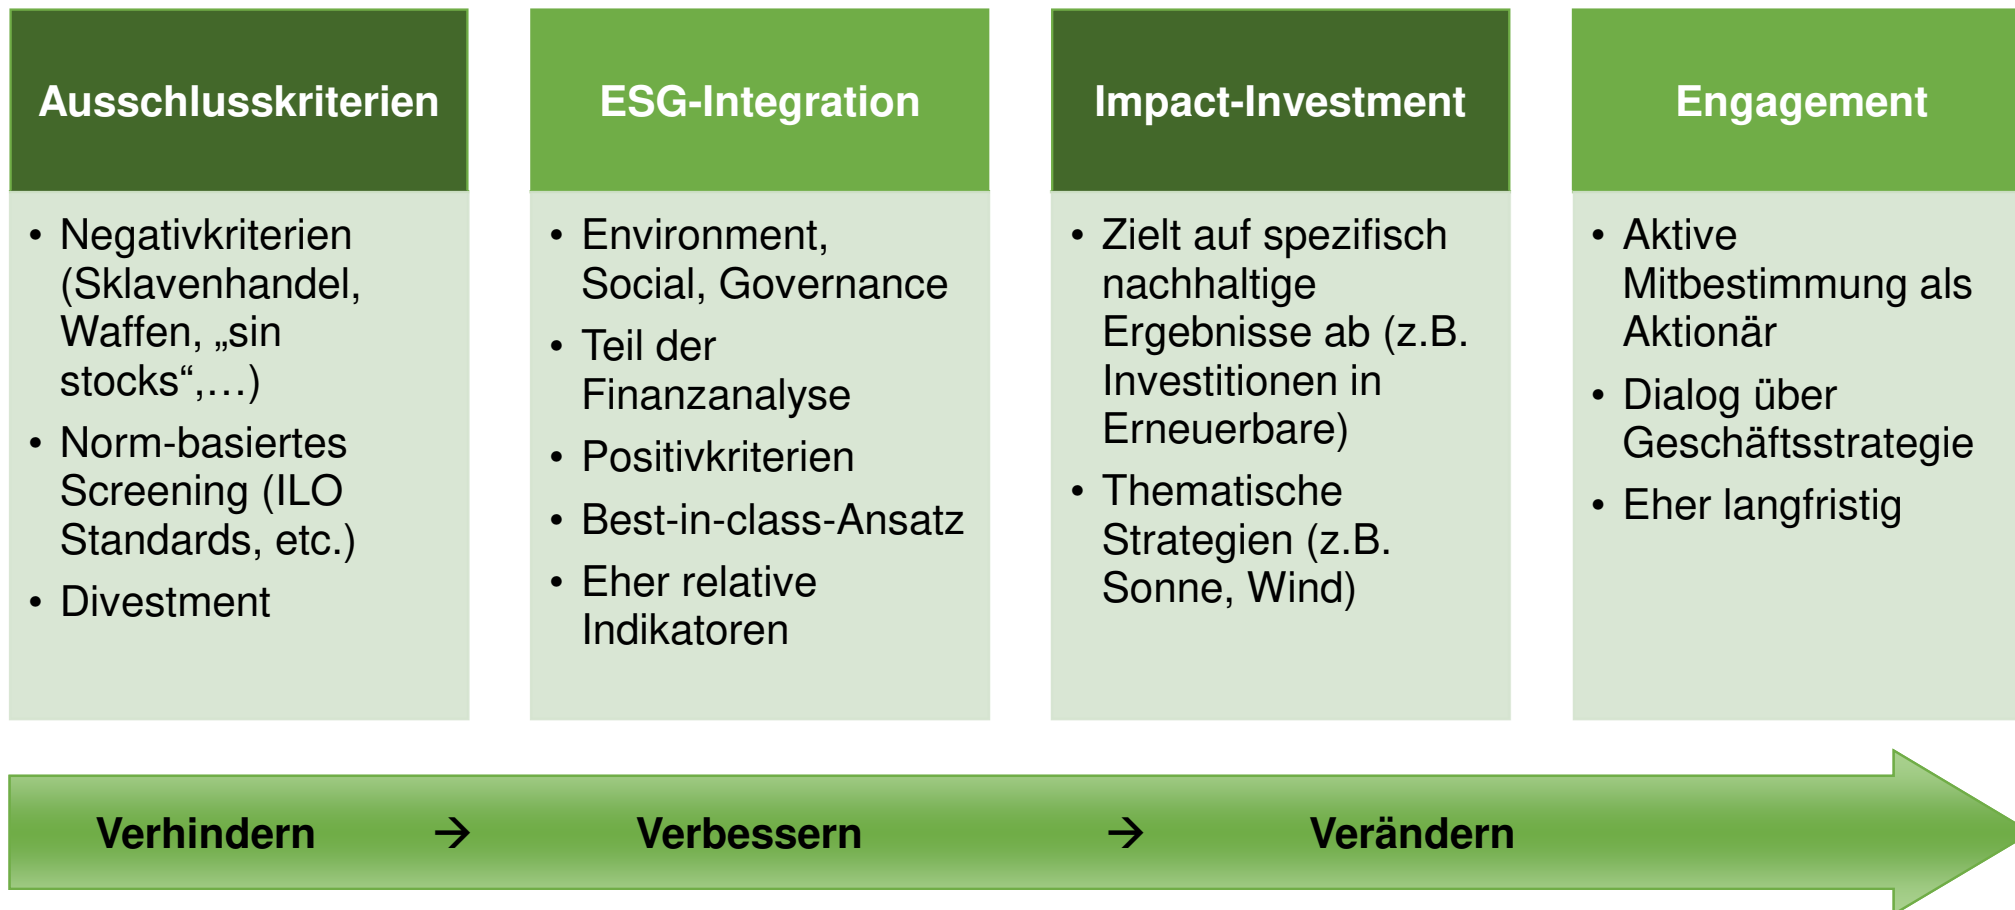 Ausschlusskriterien
• Negativkriterien
(Sklavenhandel,
Waffen, „sin
stocks“,…)
• Norm-basiertes
Screening (ILO
Standards, etc.)
• Divestment
ESG-Integration
• Environment,
Social, Governance
• Teil der
Finanzanalyse
• Positivkriterien
• Best-in-class-Ansatz
• Eher relative
Indikatoren
Impact-Investment
• Zielt auf spezifisch
nachhaltige
Ergebnisse ab (z.B.
Investitionen in
Erneuerbare)
• Thematische
Strategien (z.B.
Sonne, Wind)
Engagement
• Aktive
Mitbestimmung als
Aktionär
• Dialog über
Geschäftsstrategie
• Eher langfristig
Verhindern → Verbessern → Verändern